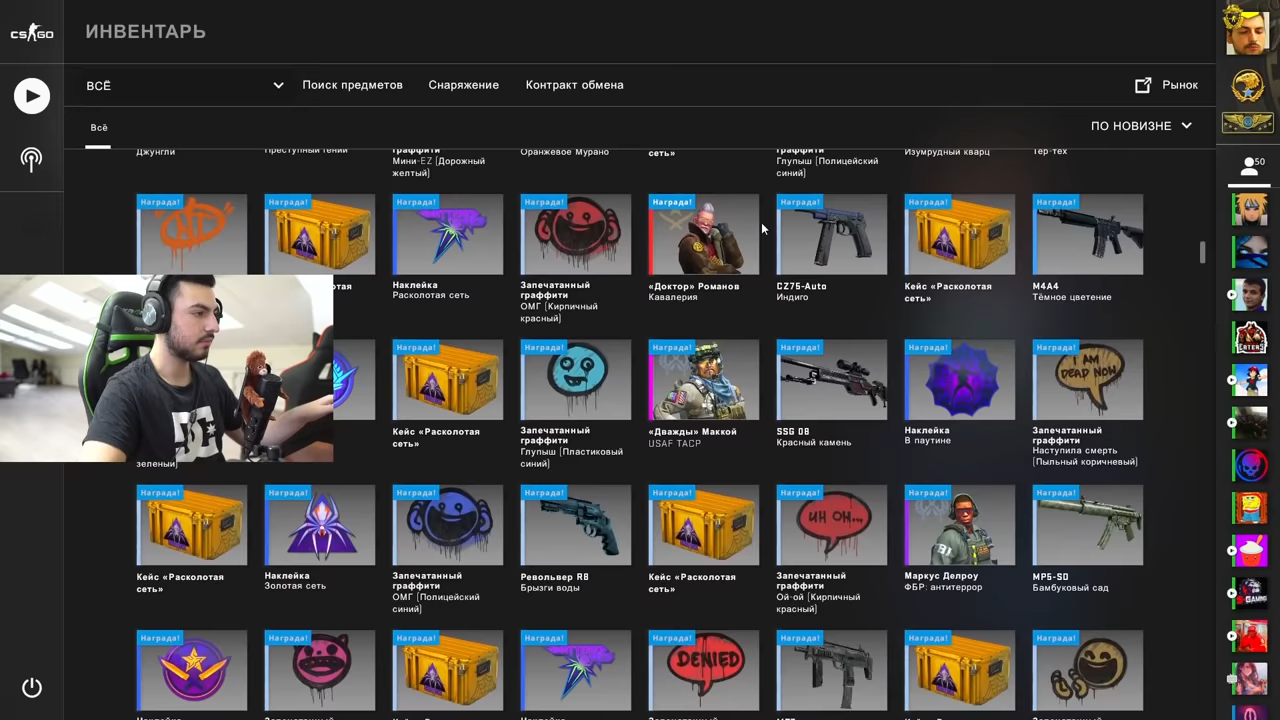 CS GO
ИНВЕНТАРЬ
ВСЁ
Поиск предметов
Снаряжение
Контракт обмена
Рынок
Всё
ПО НОВИЗНЕ
50
Джунгли
Преступный гений
граффити
Мини-EZ (Дорожный
желтый)
Оранжевое Мурано
сеть»
граффити
Глупыш (Полицейский
синий)
Изумрудный кварц
Тер-тех
Награда!
Награда!
Награда!
Награда!
Награда!
Награда!
Награда!
Награда!
Наклейка
Расколотая сеть
Запечатанный
граффити
ОМГ (Кирпичный
красный)
«Доктор» Романов
Кавалерия
CZ75-Auto
Индиго
Кейс «Расколотая
сеть»
M4A4
Тёмное цветение
Награда!
Награда!
Награда!
Награда!
Награда!
Награда!
I AM
DEAD NOW
зеленый)
Кейс «Расколотая
сеть»
Запечатанный
граффити
Глупыш (Пластиковый
синий)
«Дважды» Маккой
USAF TACP
SSG 08
Красный камень
Наклейка
В паутине
Запечатанный
граффити
Наступила смерть
(Пыльный коричневый)
Награда!
Награда!
Награда!
Награда!
Награда!
Награда!
Награда!
Награда!
UH OH...
Кейс «Расколотая
сеть»
Наклейка
Золотая сеть
Запечатанный
граффити
ОМГ (Полицейский
синий)
Револьвер R8
Брызги воды
Кейс «Расколотая
сеть»
Запечатанный
граффити
Ой-ой (Кирпичный
красный)
Маркус Делроу
ФБР: антитеррор
MP5-SD
Бамбуковый сад
Награда!
Награда!
Награда!
Награда!
Награда!
Награда!
Награда!
Награда!
DENIED